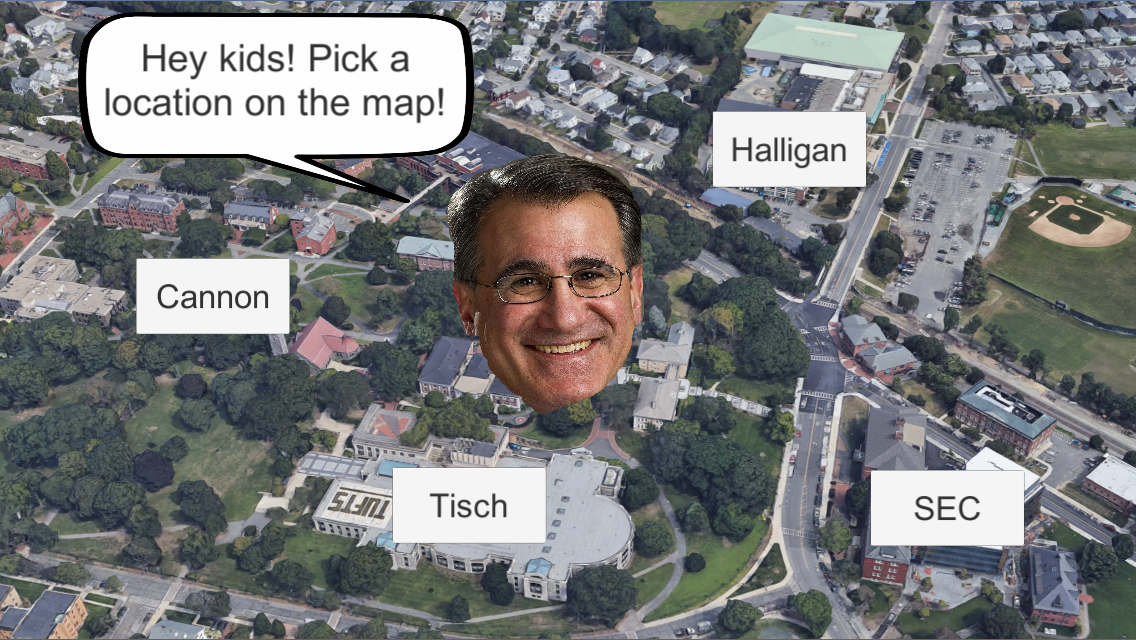 Hey kids! Pick a
location on the map!
Halligan
Cannon
Tisch
TUFTS
SEC